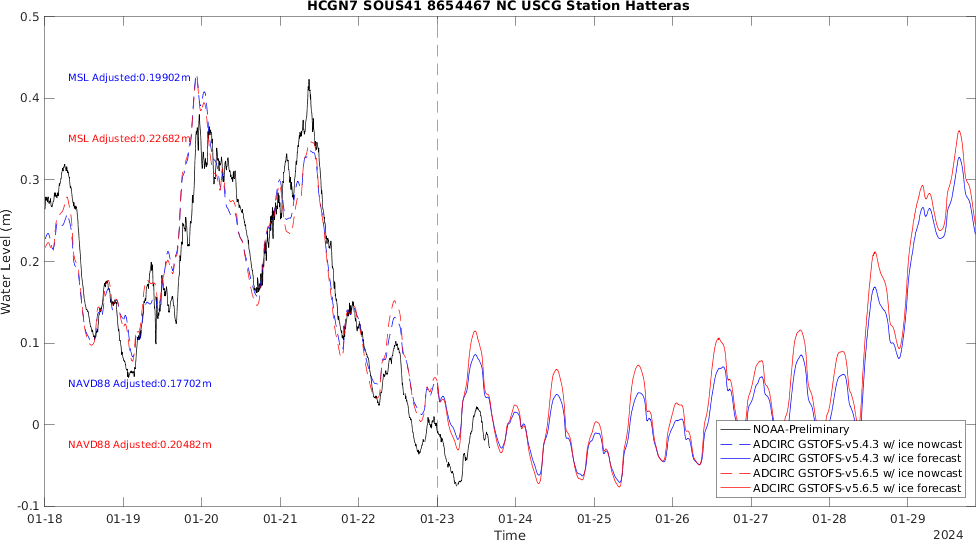 HCGN7 SOUS41 8654467 NC USCG Station Hatteras
0.5
0.4
0.3
0.2
0.1
0
-0.1
Water Level (m)
MSL Adjusted:0.19902m
MSL Adjusted:0.22682m
NAVD88 Adjusted:0.17702m
NAVD88 Adjusted:0.20482m
NOAA-Preliminary
ADCIRC GSTOFS-v5.4.3 w/ ice nowcast
ADCIRC GSTOFS-v5.4.3 w/ ice forecast
ADCIRC GSTOFS-v5.6.5 w/ ice nowcast
ADCIRC GSTOFS-v5.6.5 w/ ice forecast
01-18 01-19 01-20 01-21 01-22 01-23 01-24 01-25 01-26 01-27 01-28 01-29
Time
2024